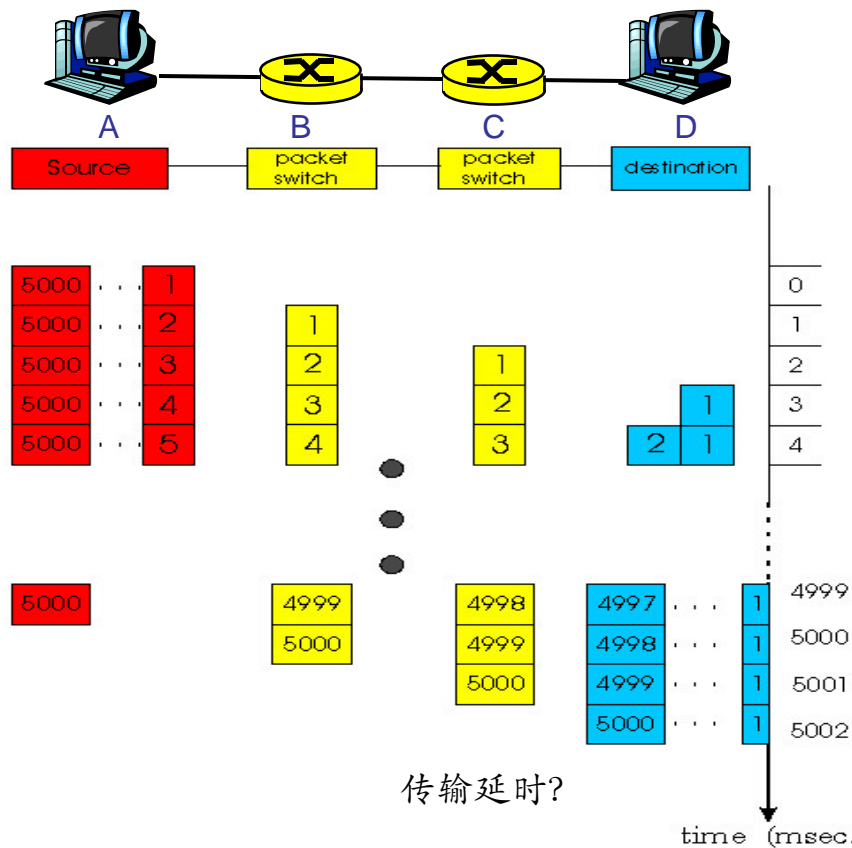 A B C D
Source packet switch packet switch destination
5000 . . . 1 0
5000 . . . 2 1 1
5000 . . . 3 2 1 2
5000 . . . 4 3 2 1 3
5000 . . . 5 4 3 2 1 4
5000 4999 4998 4997 . . . 1 4999
5000 4999 4998 . . . 1 5000
5000 4999 . . . 1 5001
5000 . . . 1 5002
传输延时?
time (msec.